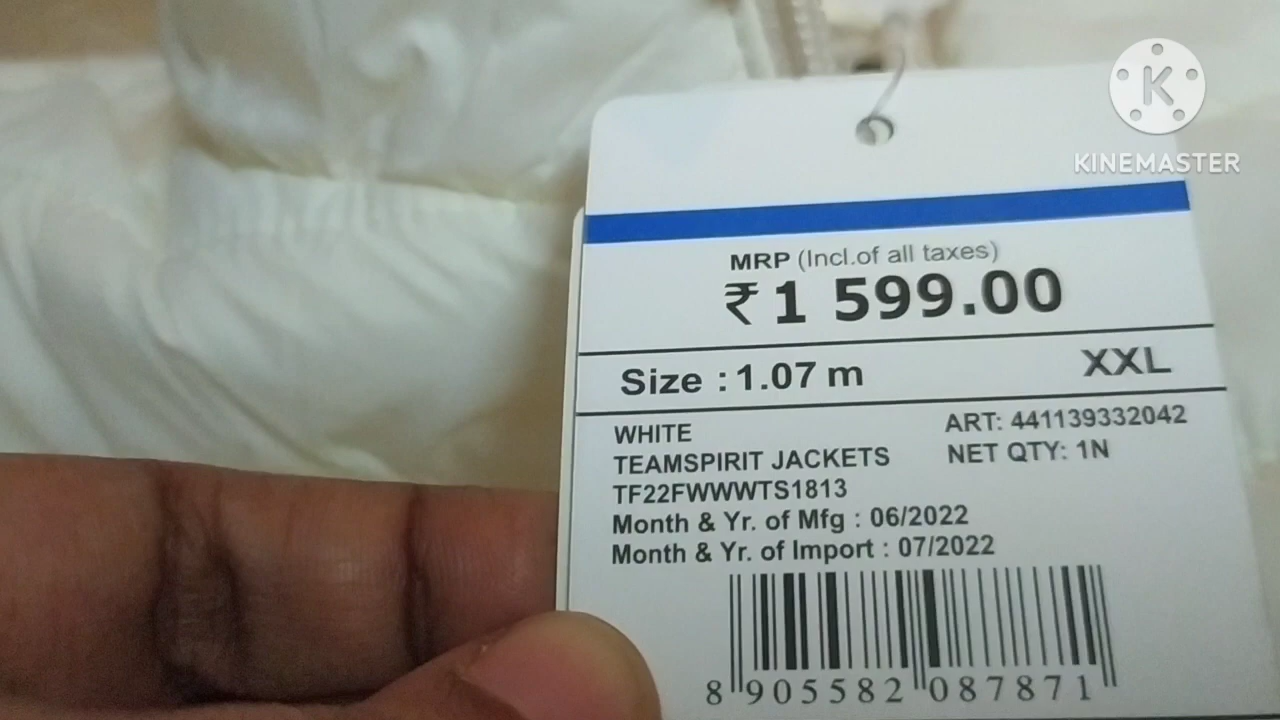 K
KINEMASTER
MRP (Incl.of all taxes)
₹1 599.00
Size : 1.07 m XXL
WHITE ART: 441139332042
TEAMSPIRIT JACKETS NET QTY: 1N
TF22FWWWTS1813
Month & Yr. of Mfg : 06/2022
Month & Yr. of Import : 07/2022
8 905582 087871